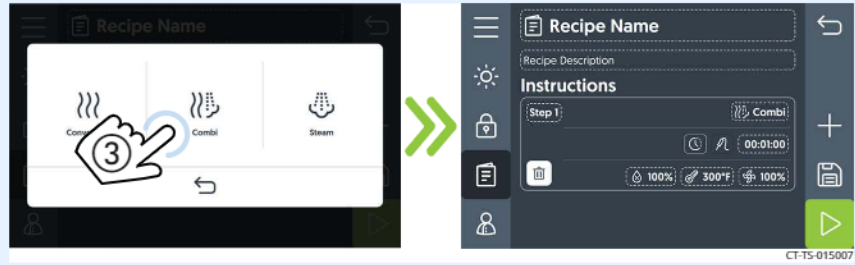 Recipe Name
Combi
Steam
3
Recipe Name
Recipe Description
Instructions
Step 1
Combi
00:01:00
100%
300°F
100%
CT-TS-015007